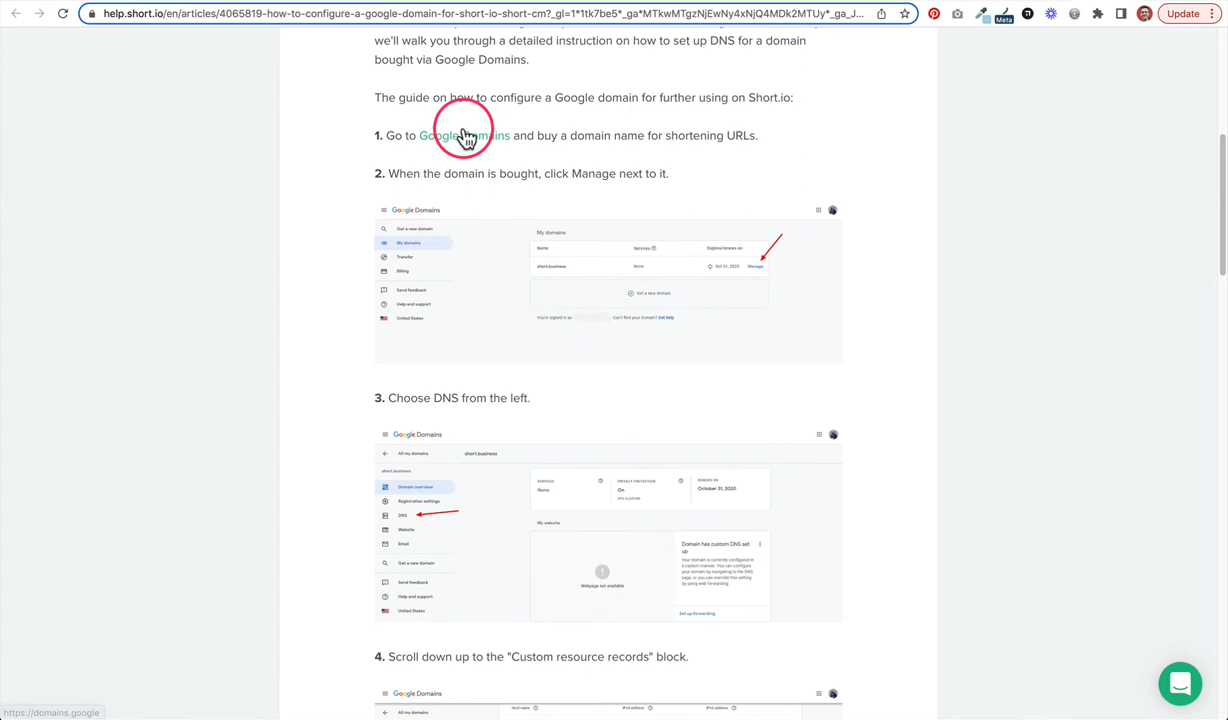 help.short.io/en/articles/4065819-how-to-configure-a-google-domain-for-short-io-short-cm?_gl=1*1tk7be5*_ga*MTkwMTgzNjEwNy4xNjQ4MDk2MTUy*_ga_J...
Update
Meta
we'll walk you through a detailed instruction on how to set up DNS for a domain
bought via Google Domains.
The guide on how to configure a Google domain for further using on Short.io:
1. Go to Google Domains and buy a domain name for shortening URLs.
2. When the domain is bought, click Manage next to it.
Google Domains
Get a new domain
My domains
Transfer
Billing
Send feedback
Help and support
United States
My domains
Name Services Expires/renews on
short.business None Oct 31, 2020 Manage
Get a new domain
You're signed in as Can't find your domain? Get help
3. Choose DNS from the left.
Google Domains
All my domains short.business
short.business
Domain overview
Registration settings
DNS
Website
Email
Get a new domain
Send feedback
Help and support
United States
SERVICES PRIVACY PROTECTION RENEWS ON
None On October 31, 2020
Info is private
My website
Webpage not available
Domain has custom DNS set
up
Your domain is currently configured in
a custom manner. You can configure
your domain by navigating to the DNS
page, or you can override this setting
by using web forwarding.
Set up forwarding
4. Scroll down up to the "Custom resource records" block.
Google Domains
All my domains
Host name IPv4 address IPv6 address
https://domains.google